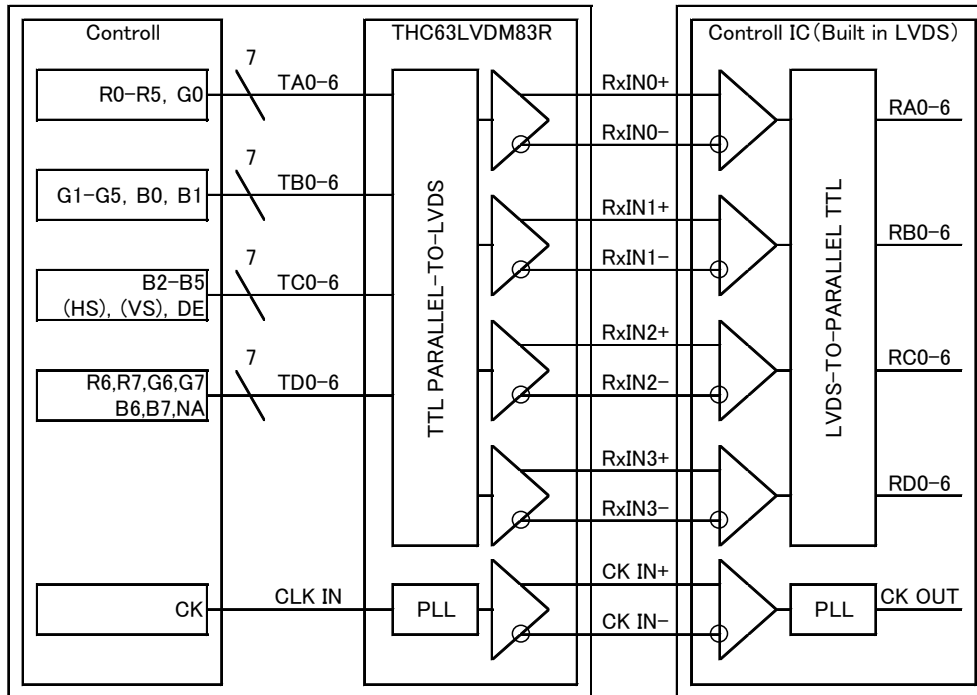 Controll
THC63LVDM83R
Controll IC(Built in LVDS)
R0-R5, G0
7
TA0-6
RxIN0+
RxIN0-
RA0-6
G1-G5, B0, B1
7
TB0-6
RxIN1+
RxIN1-
RB0-6
B2-B5
(HS), (VS), DE
7
TC0-6
RxIN2+
RxIN2-
RC0-6
R6,R7,G6,G7
B6,B7,NA
7
TD0-6
RxIN3+
RxIN3-
RD0-6
TTL PARALLEL-TO-LVDS
LVDS-TO-PARALLEL TTL
CK
CLK IN
PLL
CK IN+
CK IN-
PLL
CK OUT